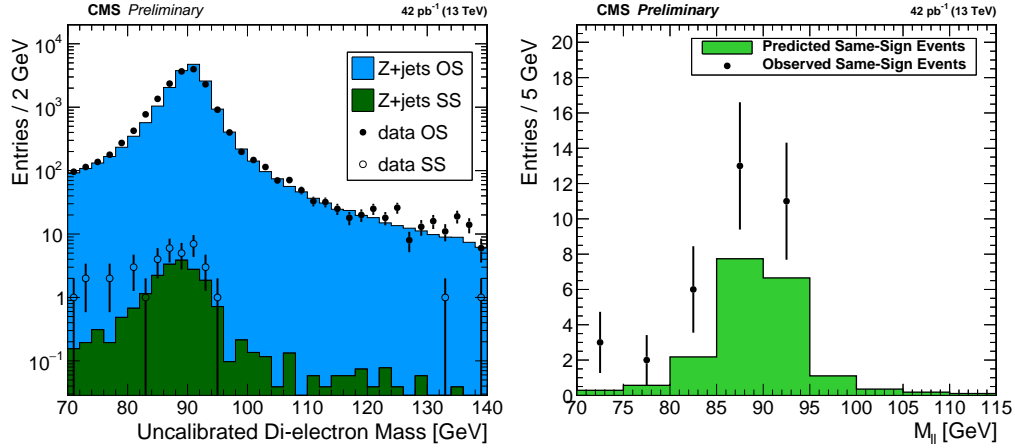 CMS Preliminary
42 pb⁻¹ (13 TeV)
Entries / 2 GeV
10⁴
10³
10²
10
1
10⁻¹
Z+jets OS
Z+jets SS
data OS
data SS
70 80 90 100 110 120 130 140
Uncalibrated Di-electron Mass [GeV]
CMS Preliminary
42 pb⁻¹ (13 TeV)
Entries / 5 GeV
20
18
16
14
12
10
8
6
4
2
0
Predicted Same-Sign Events
Observed Same-Sign Events
70 75 80 85 90 95 100 105 110 115
M_ll [GeV]